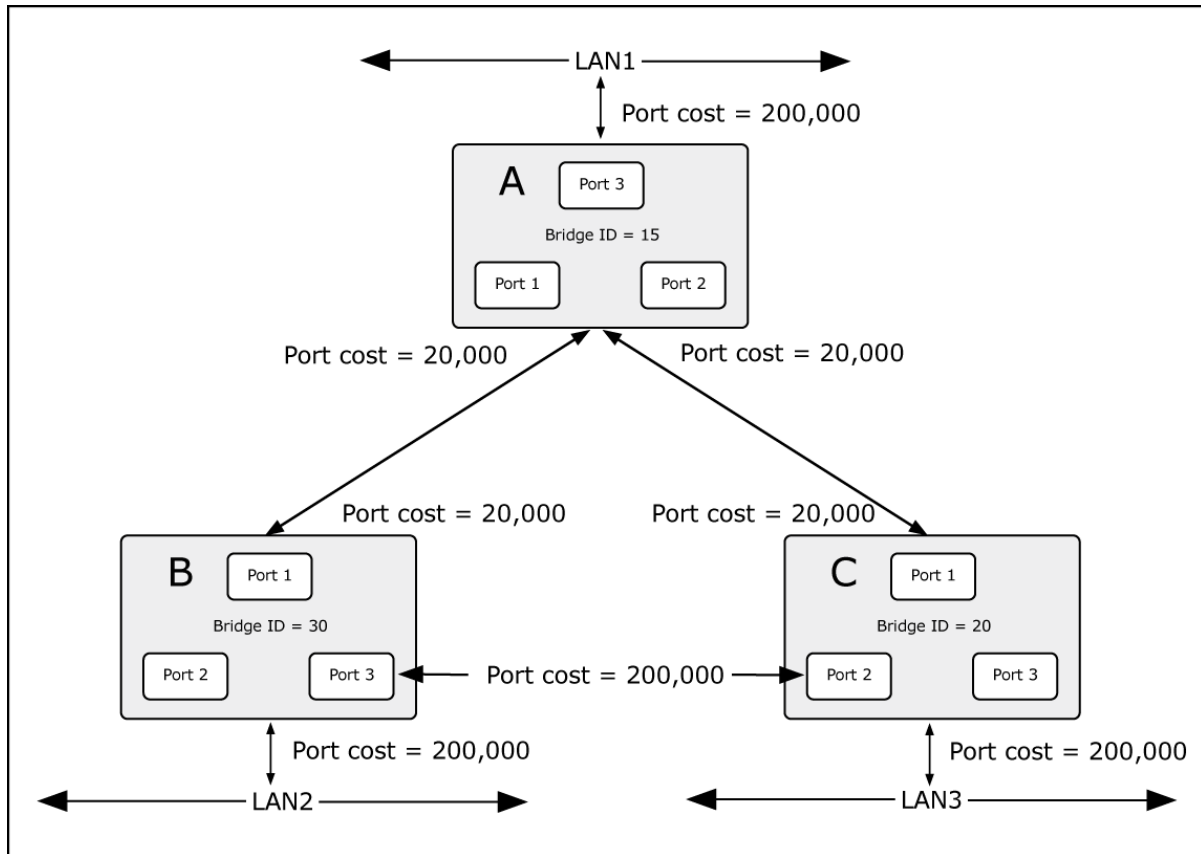 LAN1
Port cost = 200,000
A
Port 3
Bridge ID = 15
Port 1
Port 2
Port cost = 20,000
Port cost = 20,000
Port cost = 20,000
Port cost = 20,000
B
Port 1
Bridge ID = 30
Port 2
Port 3
C
Port 1
Bridge ID = 20
Port 2
Port 3
Port cost = 200,000
Port cost = 200,000
Port cost = 200,000
LAN2
LAN3